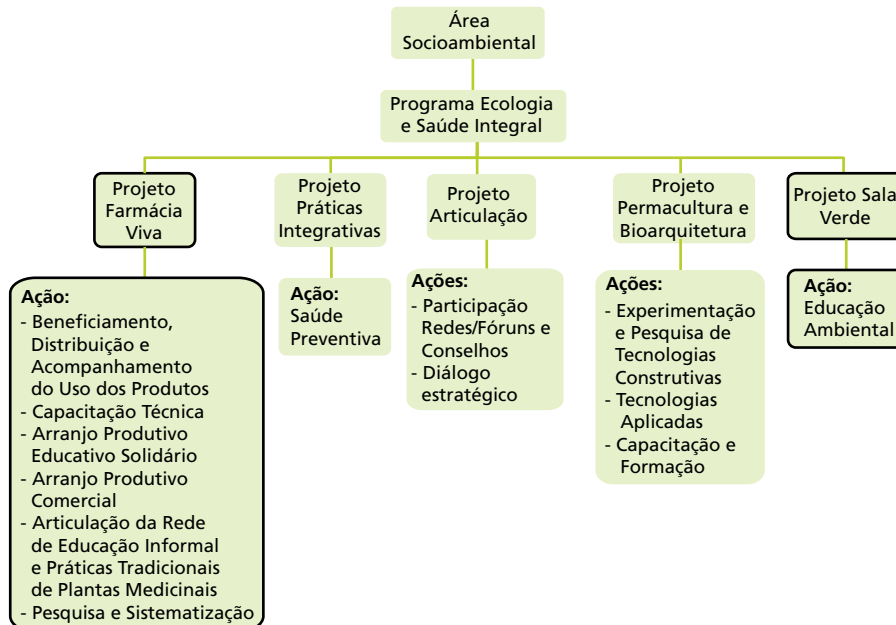 Área
Socioambiental
Programa Ecologia
e Saúde Integral
Projeto
Farmácia
Viva
Projeto
Práticas
Integrativas
Projeto
Articulação
Projeto
Permacultura e
Bioarquitetura
Projeto Sala
Verde
Ação:
- Beneficiamento,
Distribuição e
Acompanhamento
do Uso dos Produtos
- Capacitação Técnica
- Arranjo Produtivo
Educativo Solidário
- Arranjo Produtivo
Comercial
- Articulação da Rede
de Educação Informal
e Práticas Tradicionais
de Plantas Medicinais
- Pesquisa e Sistematização
Ação:
Saúde
Preventiva
Ações:
- Participação
Redes/Fóruns e
Conselhos
- Diálogo
estratégico
Ações:
- Experimentação
e Pesquisa de
Tecnologias
Construtivas
- Tecnologias
Aplicadas
- Capacitação e
Formação
Ação:
Educação
Ambiental